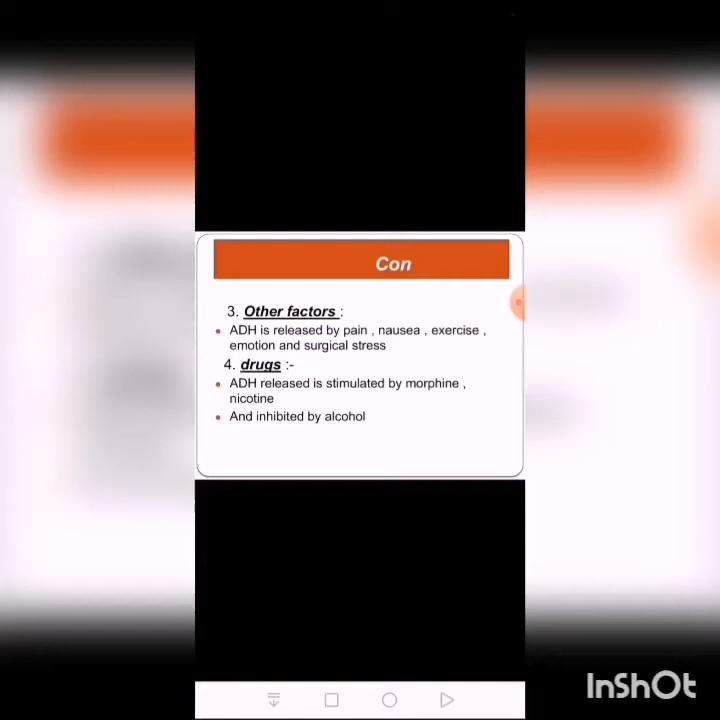 Con
3. Other factors :
• ADH is released by pain , nausea , exercise ,
emotion and surgical stress
4. drugs :-
• ADH released is stimulated by morphine ,
nicotine
• And inhibited by alcohol
InShOt